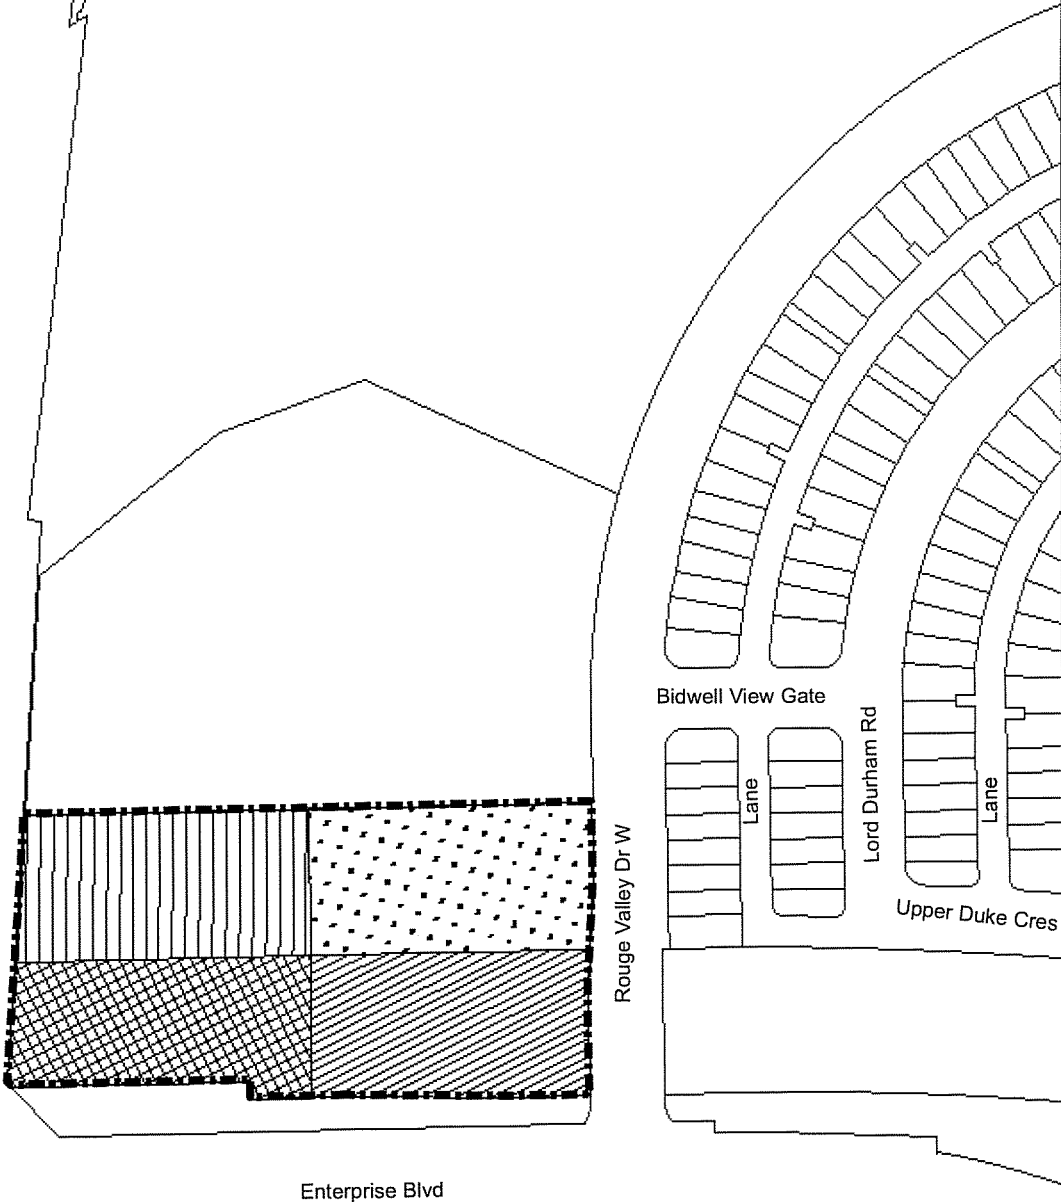 Bidwell View Gate
Lord Durham Rd
Lane
Lane
Rouge Valley Dr W
Upper Duke Cres
Enterprise Blvd